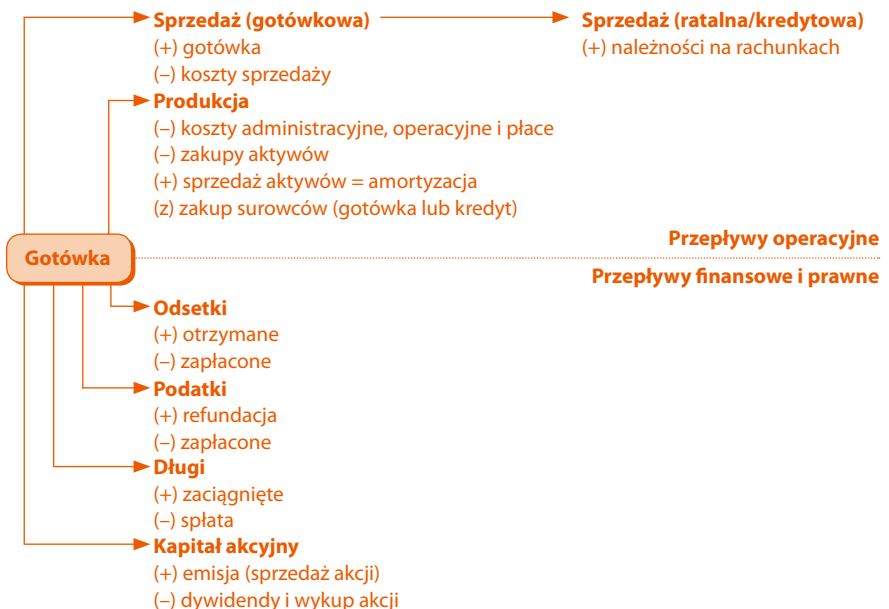 Sprzedaż (gotówkowa)
(+) gotówka
(–) koszty sprzedaży
Sprzedaż (ratalna/kredytowa)
(+) należności na rachunkach
Produkcja
(–) koszty administracyjne, operacyjne i płace
(–) zakupy aktywów
(+) sprzedaż aktywów = amortyzacja
(z) zakup surowców (gotówka lub kredyt)
Gotówka
Przepływy operacyjne
Przepływy finansowe i prawne
Odsetki
(+) otrzymane
(–) zapłacone
Podatki
(+) refundacja
(–) zapłacone
Długi
(+) zaciągnięte
(–) spłata
Kapitał akcyjny
(+) emisja (sprzedaż akcji)
(–) dywidendy i wykup akcji